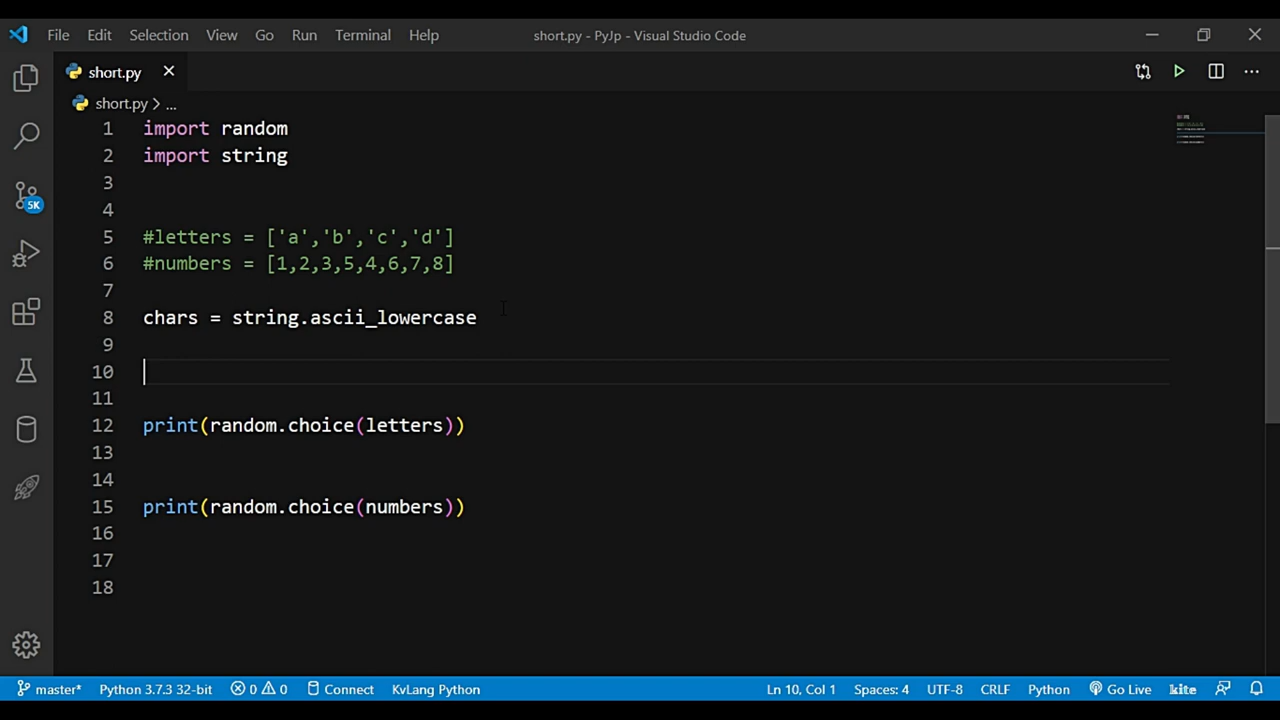 File Edit Selection View Go Run Terminal Help short.py - PyJp - Visual Studio Code
short.py
short.py > ...
1 import random
2 import string
3
4
5 #letters = ['a','b','c','d']
6 #numbers = [1,2,3,5,4,6,7,8]
7
8 chars = string.ascii_lowercase
9
10
11
12 print(random.choice(letters))
13
14
15 print(random.choice(numbers))
16
17
18
5K
master* Python 3.7.3 32-bit 0 0 Connect KvLang Python Ln 10, Col 1 Spaces: 4 UTF-8 CRLF Python Go Live kite